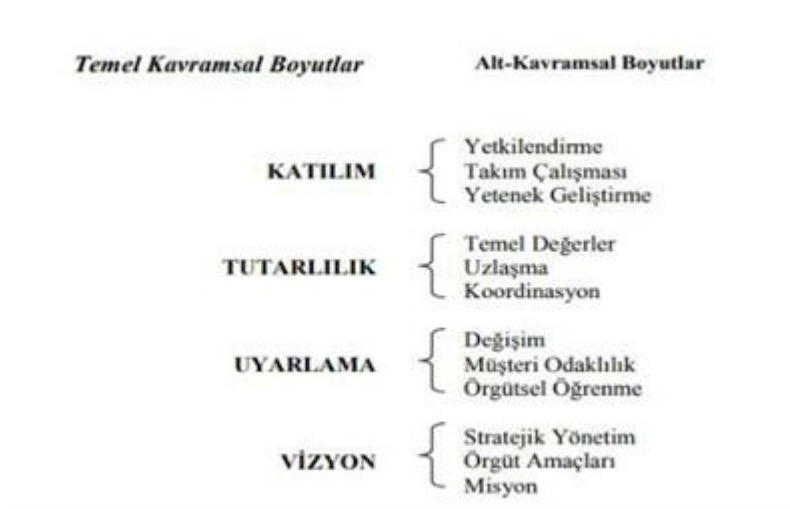 Temel Kavramsal Boyutlar
Alt-Kavramsal Boyutlar
KATILIM
Yetkilendirme
Takım Çalışması
Yetenek Geliştirme
TUTARLILIK
Temel Değerler
Uzlaşma
Koordinasyon
UYARLAMA
Değişim
Müşteri Odaklılık
Örgütsel Öğrenme
VİZYON
Stratejik Yönetim
Örgüt Amaçları
Misyon